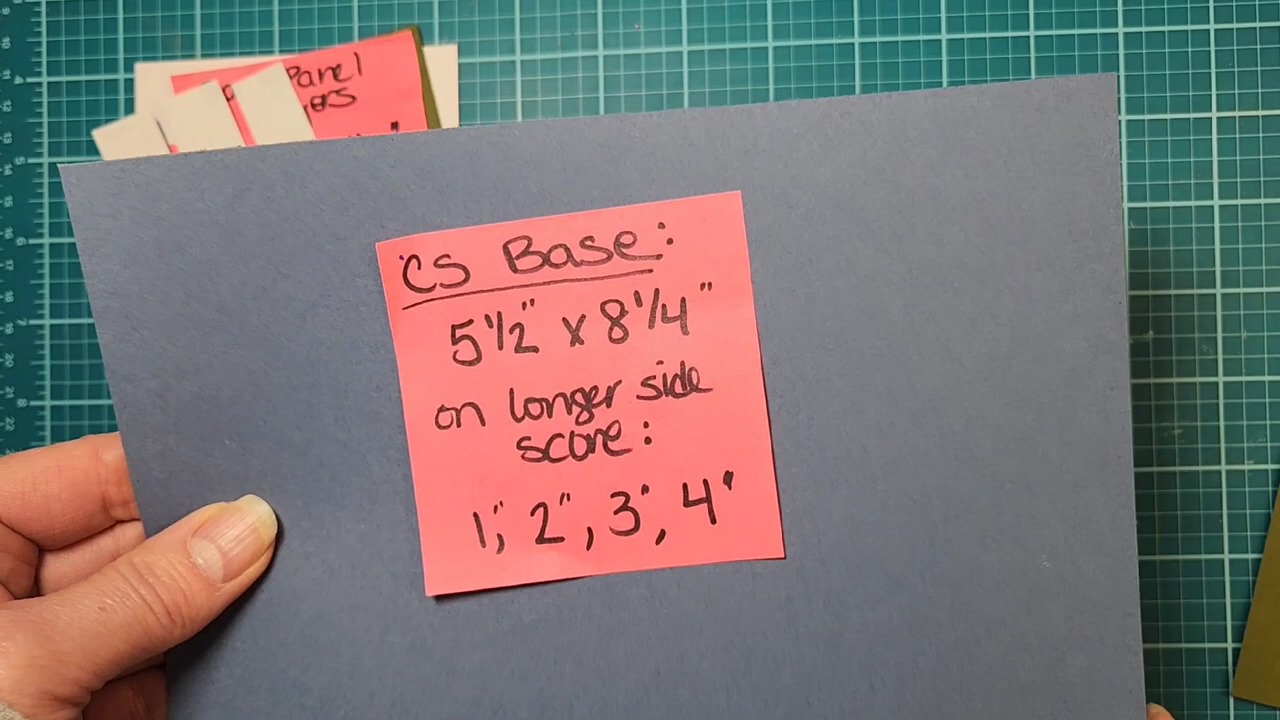 Panel
CS Base:
5 1/2" x 8 1/4"
on longer side
score:
1", 2", 3", 4"